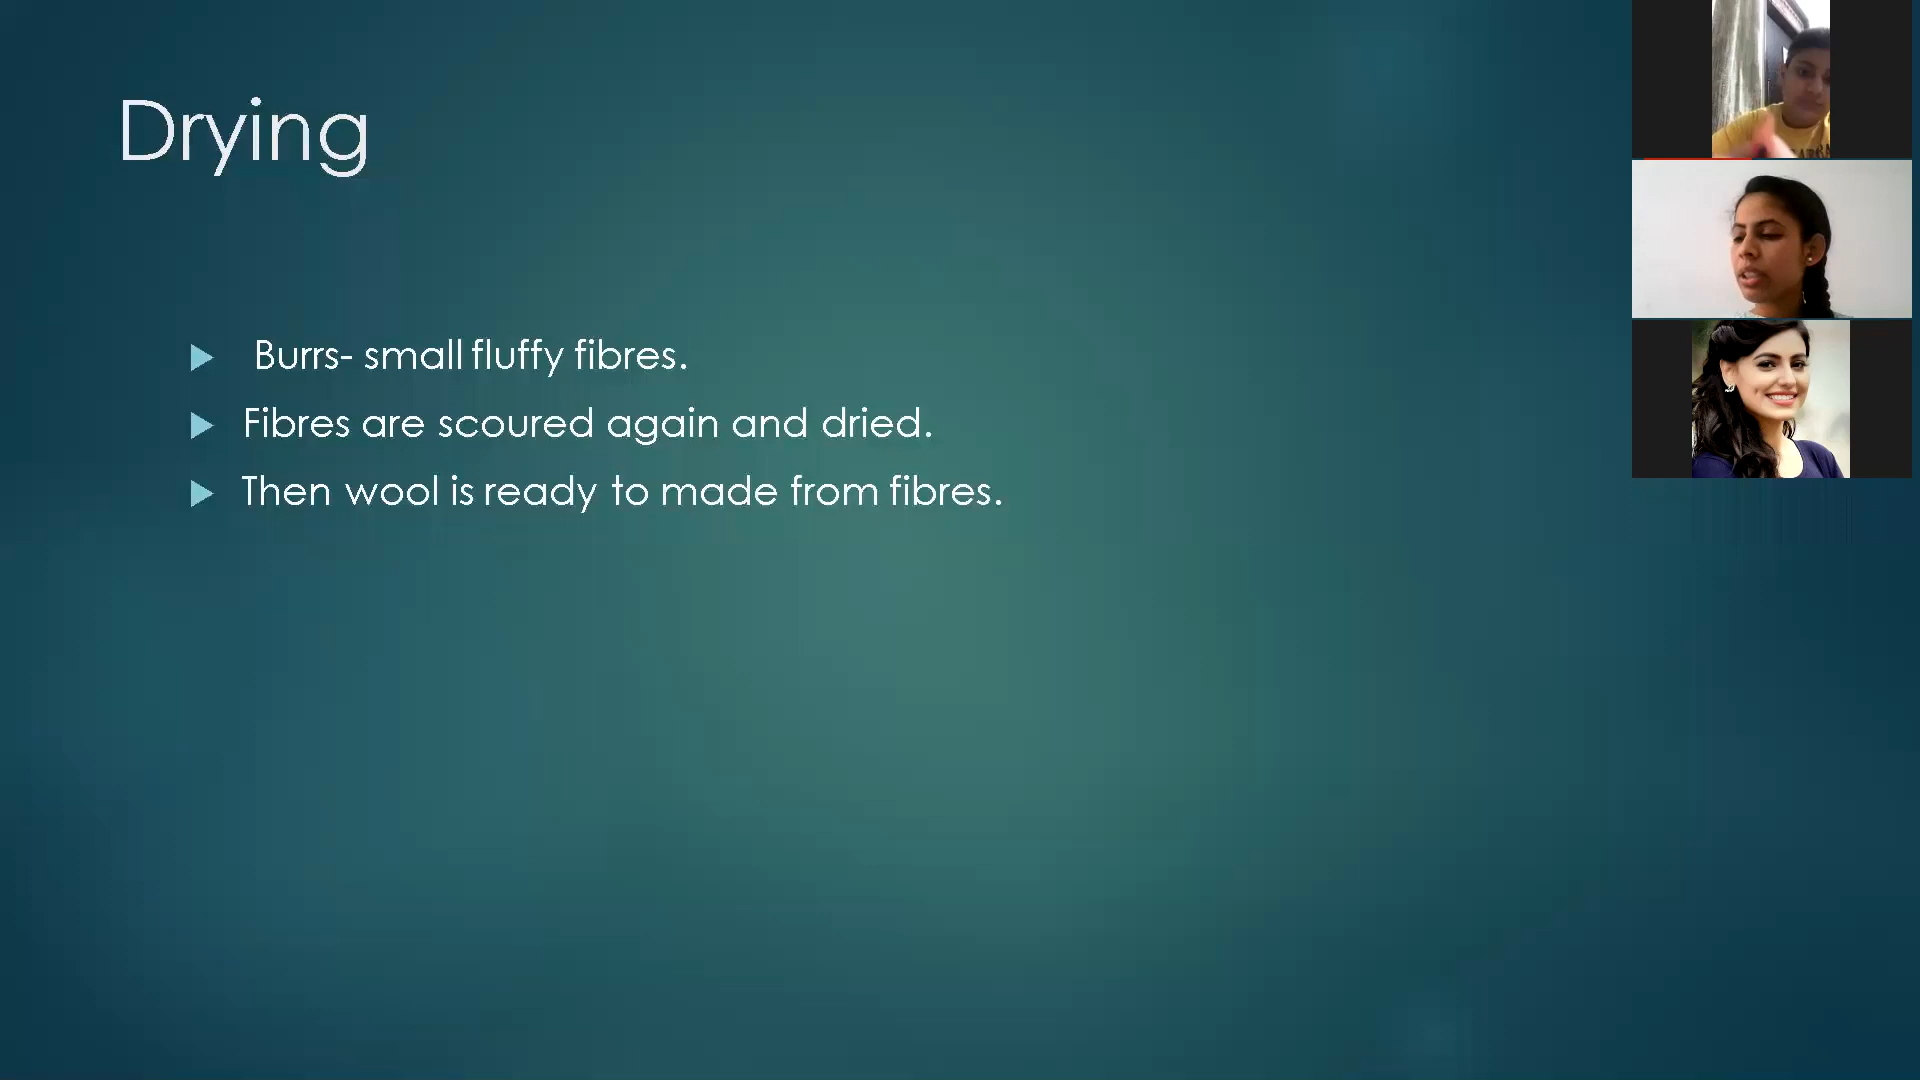 Drying
Burrs- small fluffy fibres.
Fibres are scoured again and dried.
Then wool is ready to made from fibres.